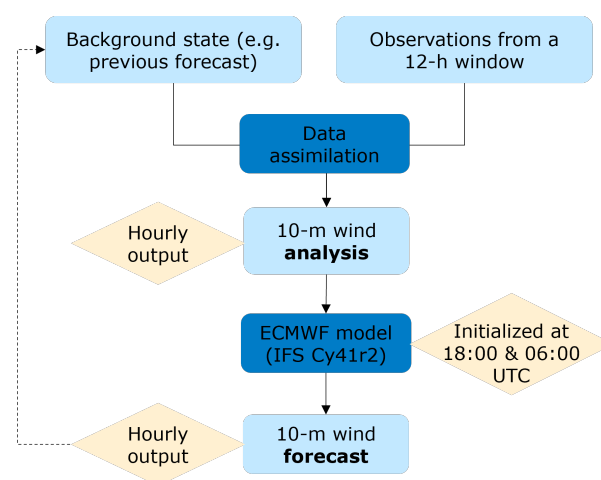 Background state (e.g.
previous forecast)
Observations from a
12-h window
Data
assimilation
Hourly
output
10-m wind
analysis
ECMWF model
(IFS Cy41r2)
Initialized at
18:00 & 06:00
UTC
Hourly
output
10-m wind
forecast